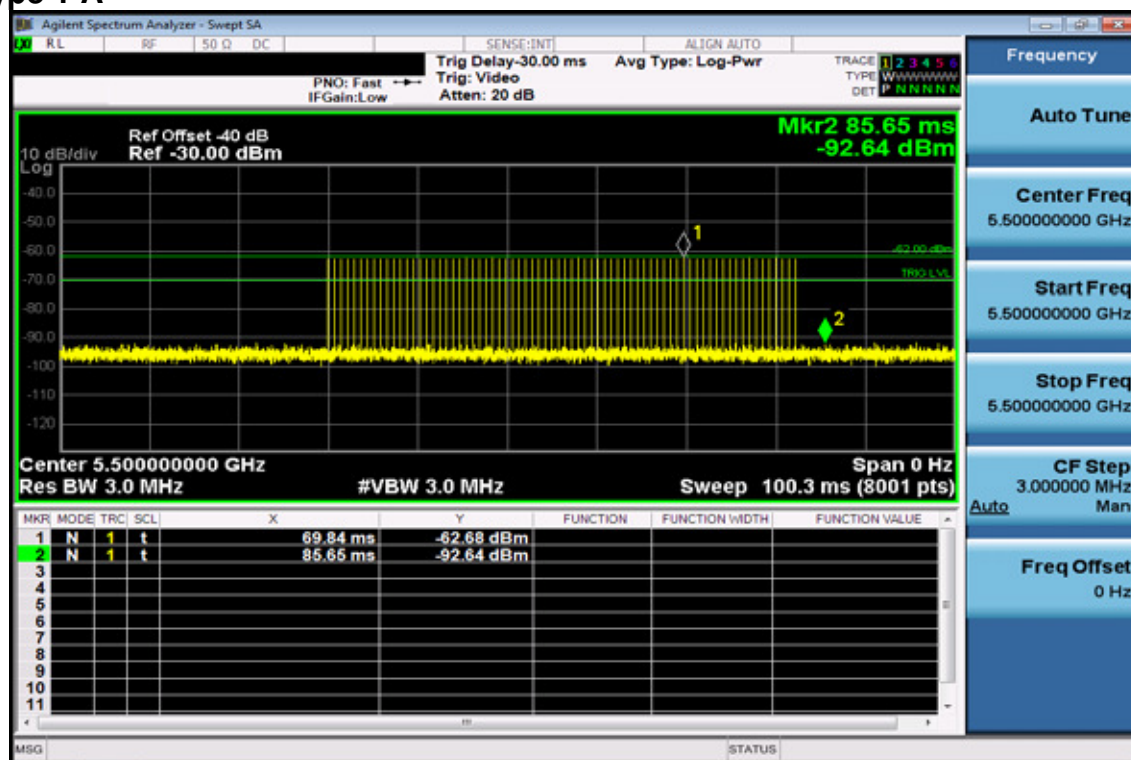 Agilent Spectrum Analyzer - Swept SA
RL RF 50 Ω DC SENSE:INT ALIGN AUTO
Trig Delay-30.00 ms Avg Type: Log-Pwr TRACE 1 2 3 4 5 6
PNO: Fast Trig: Video TYPE WWWWWW
IFGain:Low Atten: 20 dB DET P N N N N N
Ref Offset -40 dB Mkr2 85.65 ms
10 dB/div Ref -30.00 dBm -92.64 dBm
Log
-40.0
-50.0
1
-60.0
-62.00 dBm
-70.0
TRIG LVL
-80.0
2
-90.0
-100
-110
-120
Center 5.500000000 GHz Span 0 Hz
Res BW 3.0 MHz #VBW 3.0 MHz Sweep 100.3 ms (8001 pts)
MKR MODE TRC SCL X Y FUNCTION FUNCTION WIDTH FUNCTION VALUE
1 N 1 t 69.84 ms -62.68 dBm
2 N 1 t 85.65 ms -92.64 dBm
3
4
5
6
7
8
9
10
11
MSG STATUS
Frequency
Auto Tune
Center Freq
5.500000000 GHz
Start Freq
5.500000000 GHz
Stop Freq
5.500000000 GHz
CF Step
3.000000 MHz
Auto Man
Freq Offset
0 Hz